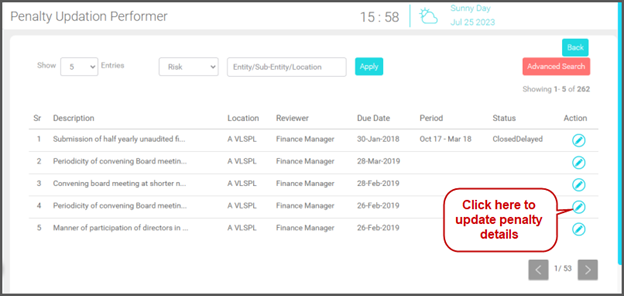 Penalty Updation Performer
15 : 58
Sunny Day
Jul 25 2023
Back
Show 5 Entries Risk Entity/Sub-Entity/Location Apply Advanced Search
Showing 1- 5 of 262
Sr Description Location Reviewer Due Date Period Status Action
1 Submission of half yearly unaudited fi... A VLSPL Finance Manager 30-Jan-2018 Oct 17 - Mar 18 ClosedDelayed
2 Periodicity of convening Board meetin... A VLSPL Finance Manager 28-Mar-2019
3 Convening board meeting at shorter n... A VLSPL Finance Manager 28-Feb-2019
4 Periodicity of convening Board meetin... A VLSPL Finance Manager 26-Feb-2019
5 Manner of participation of directors in ... A VLSPL Finance Manager 26-Feb-2019
Click here to
update penalty
details
< 1/ 53 >